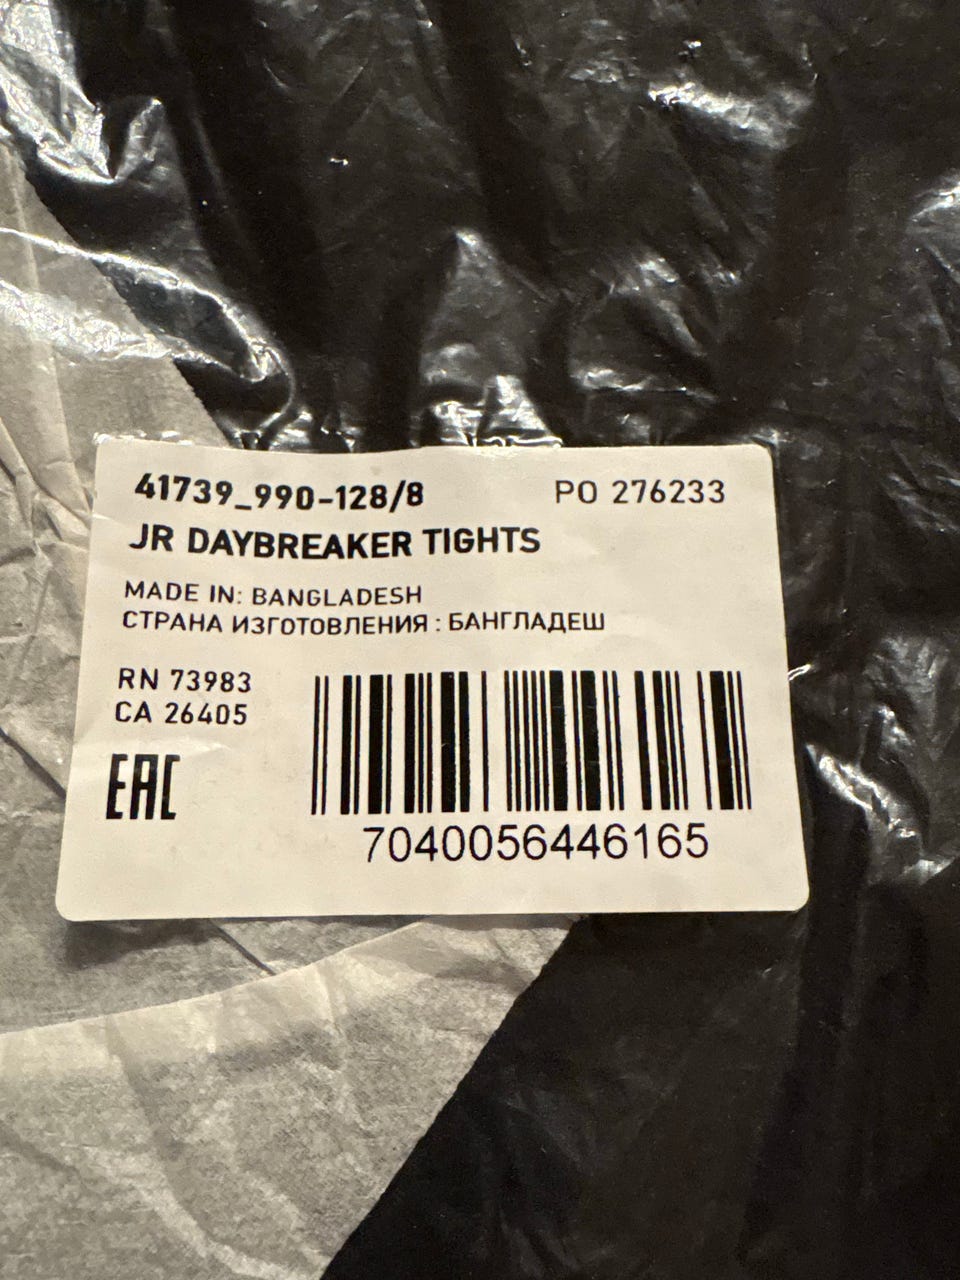 41739_990-128/8 PO 276233
JR DAYBREAKER TIGHTS
MADE IN: BANGLADESH
СТРАНА ИЗГОТОВЛЕНИЯ : БАНГЛАДЕШ
RN 73983
CA 26405
EAC
7040056446165